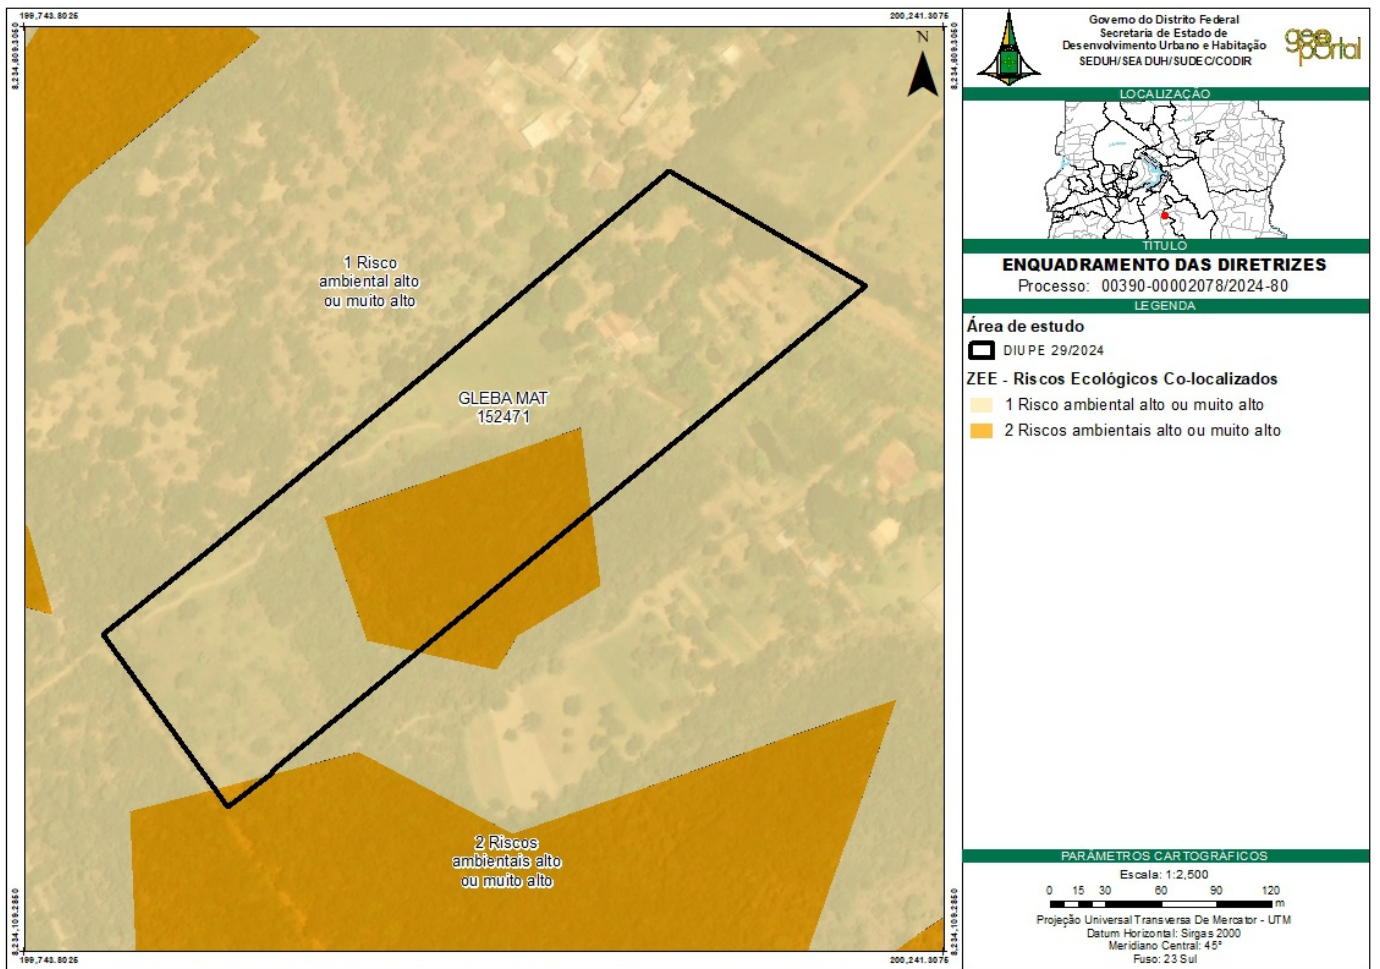 199,743.8025
200,241.3075
8,234,609.3050
8,234,609.3050
N
1 Risco
ambiental alto
ou muito alto
GLEBA MAT
152471
2 Riscos
ambientais alto
ou muito alto
8,234,109.2850
8,234,109.2850
199,743.8025
200,241.3075
Governo do Distrito Federal
Secretaria de Estado de
Desenvolvimento Urbano e Habitação
SEDUH/SEADUH/SUDEC/CODIR
geo
portal
LOCALIZAÇÃO
TÍTULO
ENQUADRAMENTO DAS DIRETRIZES
Processo: 00390-00002078/2024-80
LEGENDA
Área de estudo
DIUPE 29/2024
ZEE - Riscos Ecológicos Co-localizados
1 Risco ambiental alto ou muito alto
2 Riscos ambientais alto ou muito alto
PARÂMETROS CARTOGRÁFICOS
Escala: 1:2,500
0 15 30 60 90 120
m
Projeção Universal Transversa De Mercator - UTM
Datum Horizontal: Sirgas 2000
Meridiano Central: 45°
Fuso: 23 Sul